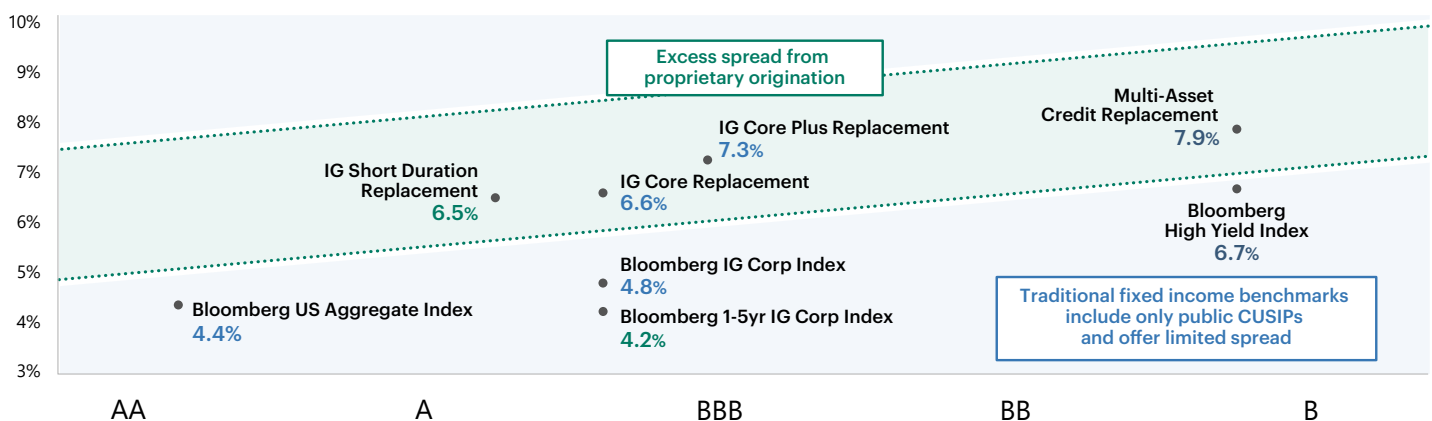 10%
9%
8%
7%
6%
5%
4%
3%
Excess spread from
proprietary origination
Multi-Asset
Credit Replacement
7.9%
IG Core Plus Replacement
7.3%
IG Short Duration
Replacement
6.5%
IG Core Replacement
6.6%
Bloomberg
High Yield Index
6.7%
Bloomberg IG Corp Index
4.8%
Bloomberg US Aggregate Index
4.4%
Bloomberg 1-5yr IG Corp Index
4.2%
Traditional fixed income benchmarks
include only public CUSIPs
and offer limited spread
AA
A
BBB
BB
B